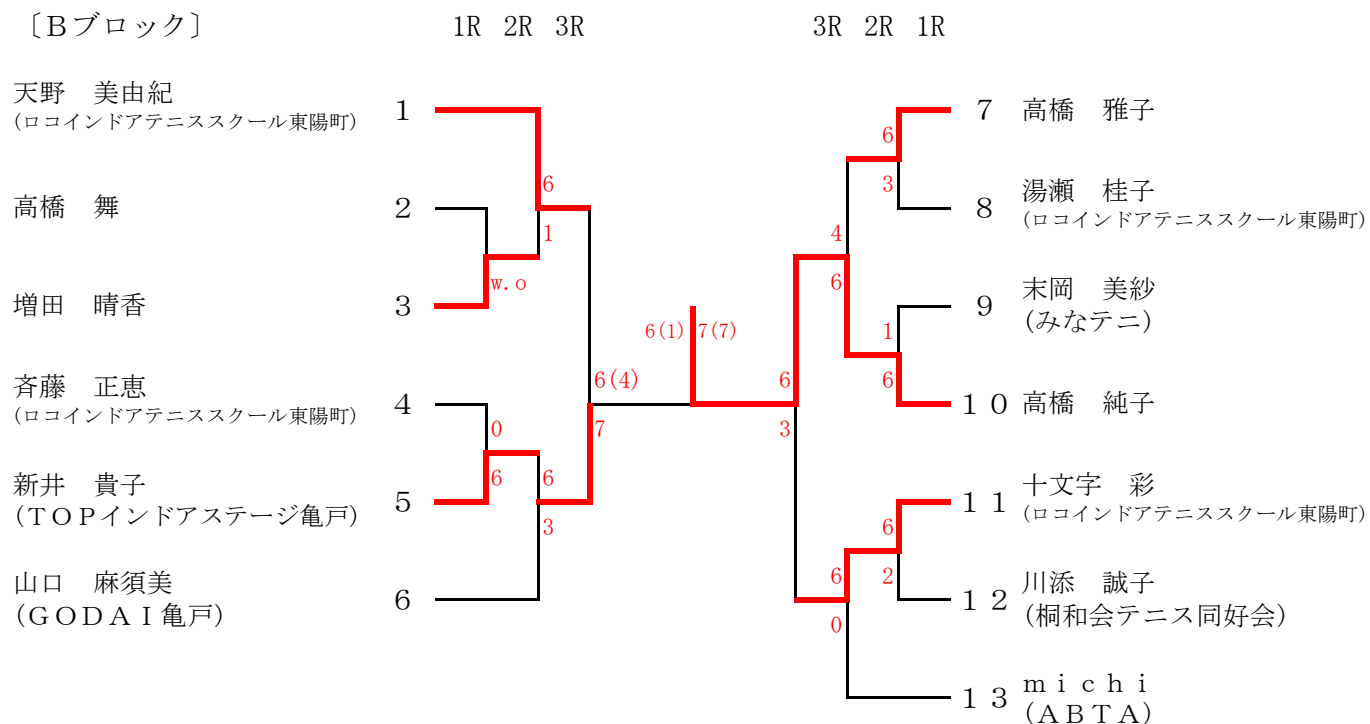 〔Bブロック〕
1R 2R 3R
3R 2R 1R
天野 美由紀
(ロコインドアテニススクール東陽町)
1
高橋 舞
2
増田 晴香
3
斉藤 正恵
(ロコインドアテニススクール東陽町)
4
新井 貴子
(TOPインドアステージ亀戸)
5
山口 麻須美
(GODAI亀戸)
6
6
1
w.o
0
6
6
3
6(4)
7
6(1)
7(7)
6
3
4
6
6
0
6
3
1
6
6
2
7
高橋 雅子
8
湯瀬 桂子
(ロコインドアテニススクール東陽町)
9
末岡 美紗
(みなテニ)
10
高橋 純子
11
十文字 彩
(ロコインドアテニススクール東陽町)
12
川添 誠子
(桐和会テニス同好会)
13
michi
(ABTA)